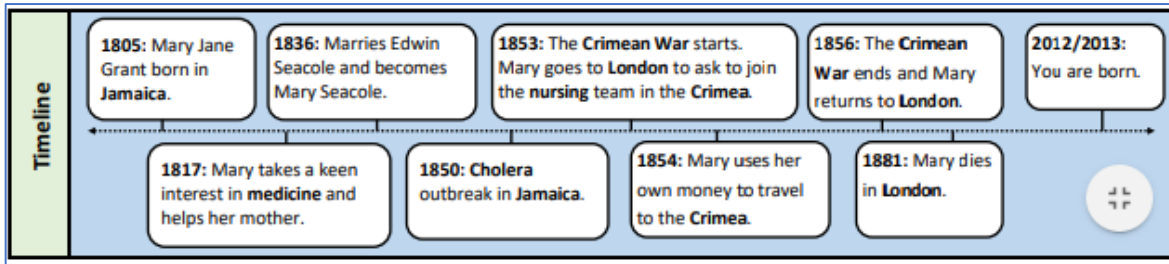 Timeline
1805: Mary Jane
Grant born in
Jamaica.
1836: Marries Edwin
Seacole and becomes
Mary Seacole.
1853: The Crimean War starts.
Mary goes to London to ask to join
the nursing team in the Crimea.
1856: The Crimean
War ends and Mary
returns to London.
2012/2013:
You are born.
1817: Mary takes a keen
interest in medicine and
helps her mother.
1850: Cholera
outbreak in Jamaica.
1854: Mary uses her
own money to travel
to the Crimea.
1881: Mary dies
in London.